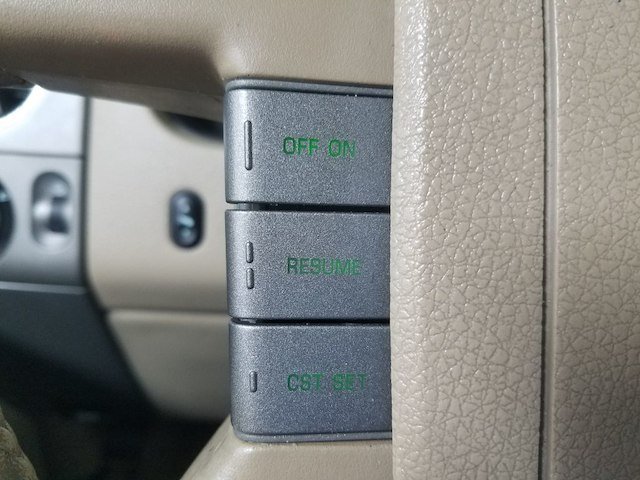 OFF ON
RESUME
CST SET